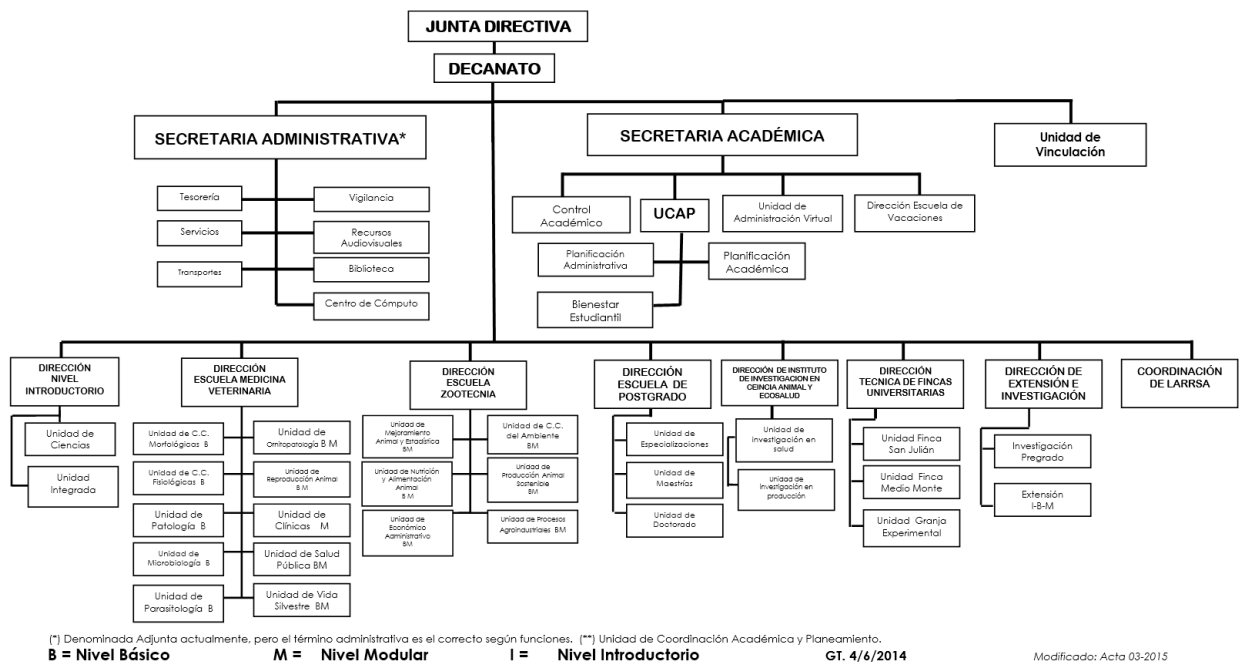 JUNTA DIRECTIVA
DECANATO
SECRETARIA ADMINISTRATIVA*
SECRETARIA ACADÉMICA
Unidad de
Vinculación
Tesorería
Vigilancia
Servicios
Recursos
Audiovisuales
Transportes
Biblioteca
Centro de Cómputo
Control
Académico
UCAP
Unidad de
Administración Virtual
Dirección Escuela de
Vacaciones
Planificación
Administrativa
Planificación
Académica
Bienestar
Estudiantil
DIRECCIÓN
NIVEL
INTRODUCTORIO
Unidad de
Ciencias
Unidad
Integrada
DIRECCIÓN
ESCUELA MEDICINA
VETERINARIA
Unidad de C.C.
Morfológicas B
Unidad de
Ornitopatología B M
Unidad de C.C.
Fisiológicas B
Unidad de
Reproducción Animal
B M
Unidad de
Patología B
Unidad de
Clínicas M
Unidad de
Microbiología B
Unidad de Salud
Pública BM
Unidad de
Parasitología B
Unidad de Vida
Silvestre BM
DIRECCIÓN
ESCUELA
ZOOTECNIA
Unidad de
Mejoramiento
Animal y Estadística
BM
Unidad de C.C.
del Ambiente
BM
Unidad de Nutrición
y Alimentación
Animal
B M
Unidad de
Producción Animal
Sostenible
BM
Unidad de
Económico
Administrativo
BM
Unidad de Procesos
Agroindustriales BM
DIRECCIÓN
ESCUELA DE
POSTGRADO
Unidad de
Especializaciones
Unidad de
Maestrías
Unidad de
Doctorado
DIRECCIÓN DE INSTITUTO
DE INVESTIGACION EN
CEINCIA ANIMAL Y
ECOSALUD
Unidad de
investigación en
salud
Unidad de
investigación en
producción
DIRECCIÓN
TECNICA DE FINCAS
UNIVERSITARIAS
Unidad Finca
San Julián
Unidad Finca
Medio Monte
Unidad Granja
Experimental
DIRECCIÓN DE
EXTENSIÓN E
INVESTIGACIÓN
Investigación
Pregrado
Extensión
I-B-M
COORDINACIÓN
DE LARRSA
(*) Denominada Adjunta actualmente, pero el término administrativa es el correcto según funciones. (**) Unidad de Coordinación Académica y Planeamiento.
B = Nivel Básico M = Nivel Modular I = Nivel Introductorio GT. 4/6/2014 Modificado: Acta 03-2015